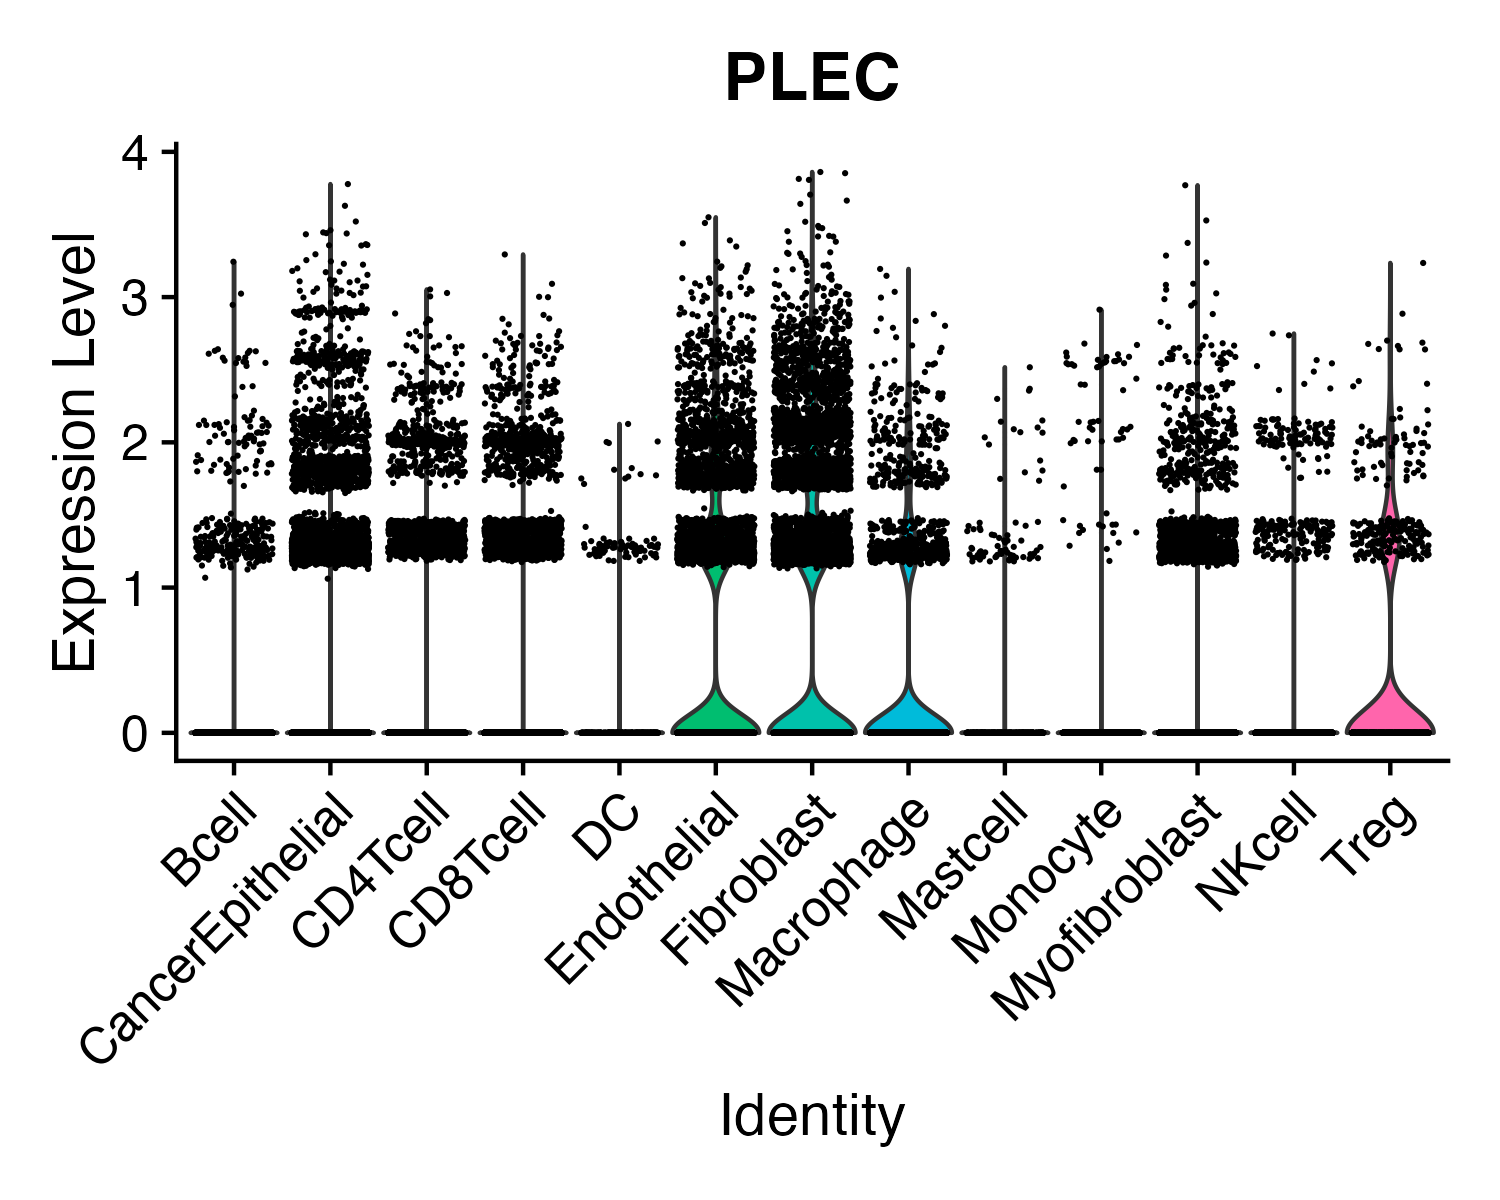 PLEC
Expression Level
4
3
2
1
0
Bcell
CancerEpithelial
CD4Tcell
CD8Tcell
DC
Endothelial
Fibroblast
Macrophage
Mastcell
Monocyte
Myofibroblast
NKcell
Treg
Identity